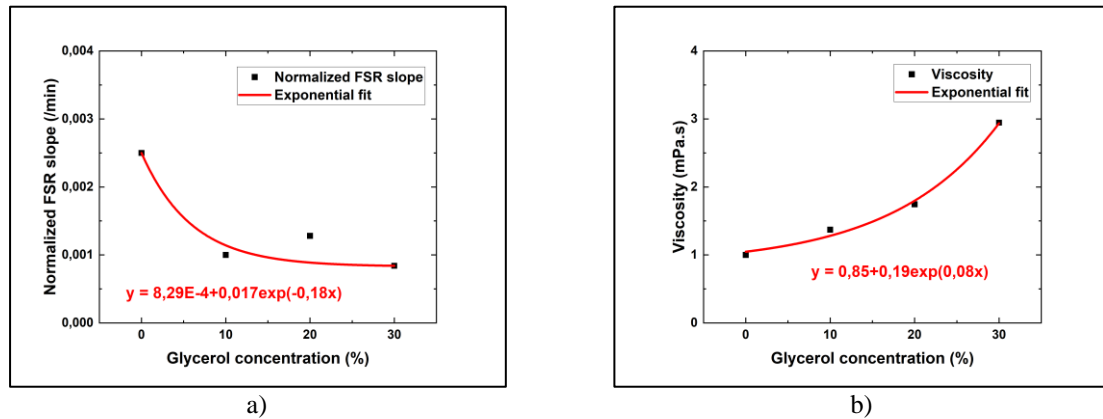 0,004
0,003
0,002
0,001
0,000
Normalized FSR slope (/min)
Normalized FSR slope
Exponential fit
y = 8,29E-4+0,017exp(-0,18x)
0 10 20 30
Glycerol concentration (%)
a)
4
3
2
1
0
Viscosity (mPa.s)
Viscosity
Exponential fit
y = 0,85+0,19exp(0,08x)
0 10 20 30
Glycerol concentration (%)
b)